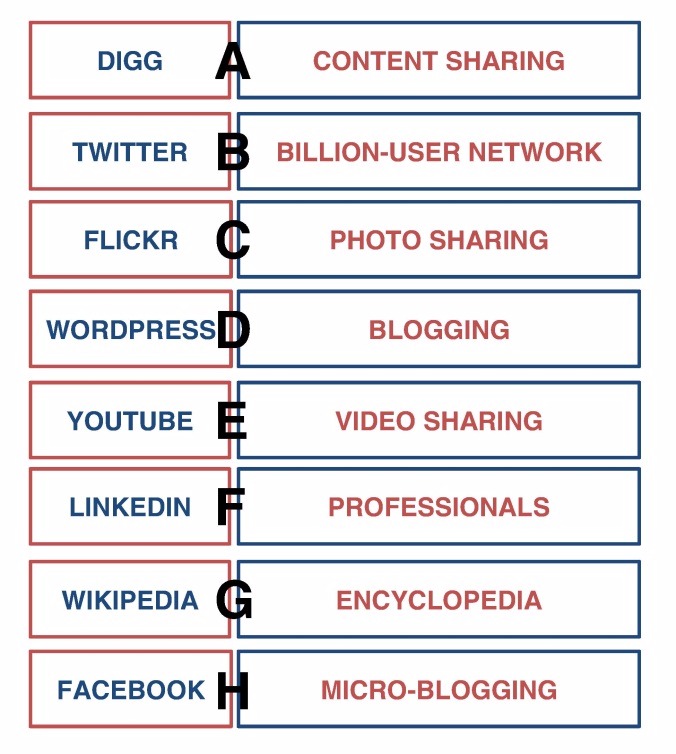 DIGG A CONTENT SHARING
TWITTER B BILLION-USER NETWORK
FLICKR C PHOTO SHARING
WORDPRESS D BLOGGING
YOUTUBE E VIDEO SHARING
LINKEDIN F PROFESSIONALS
WIKIPEDIA G ENCYCLOPEDIA
FACEBOOK H MICRO-BLOGGING